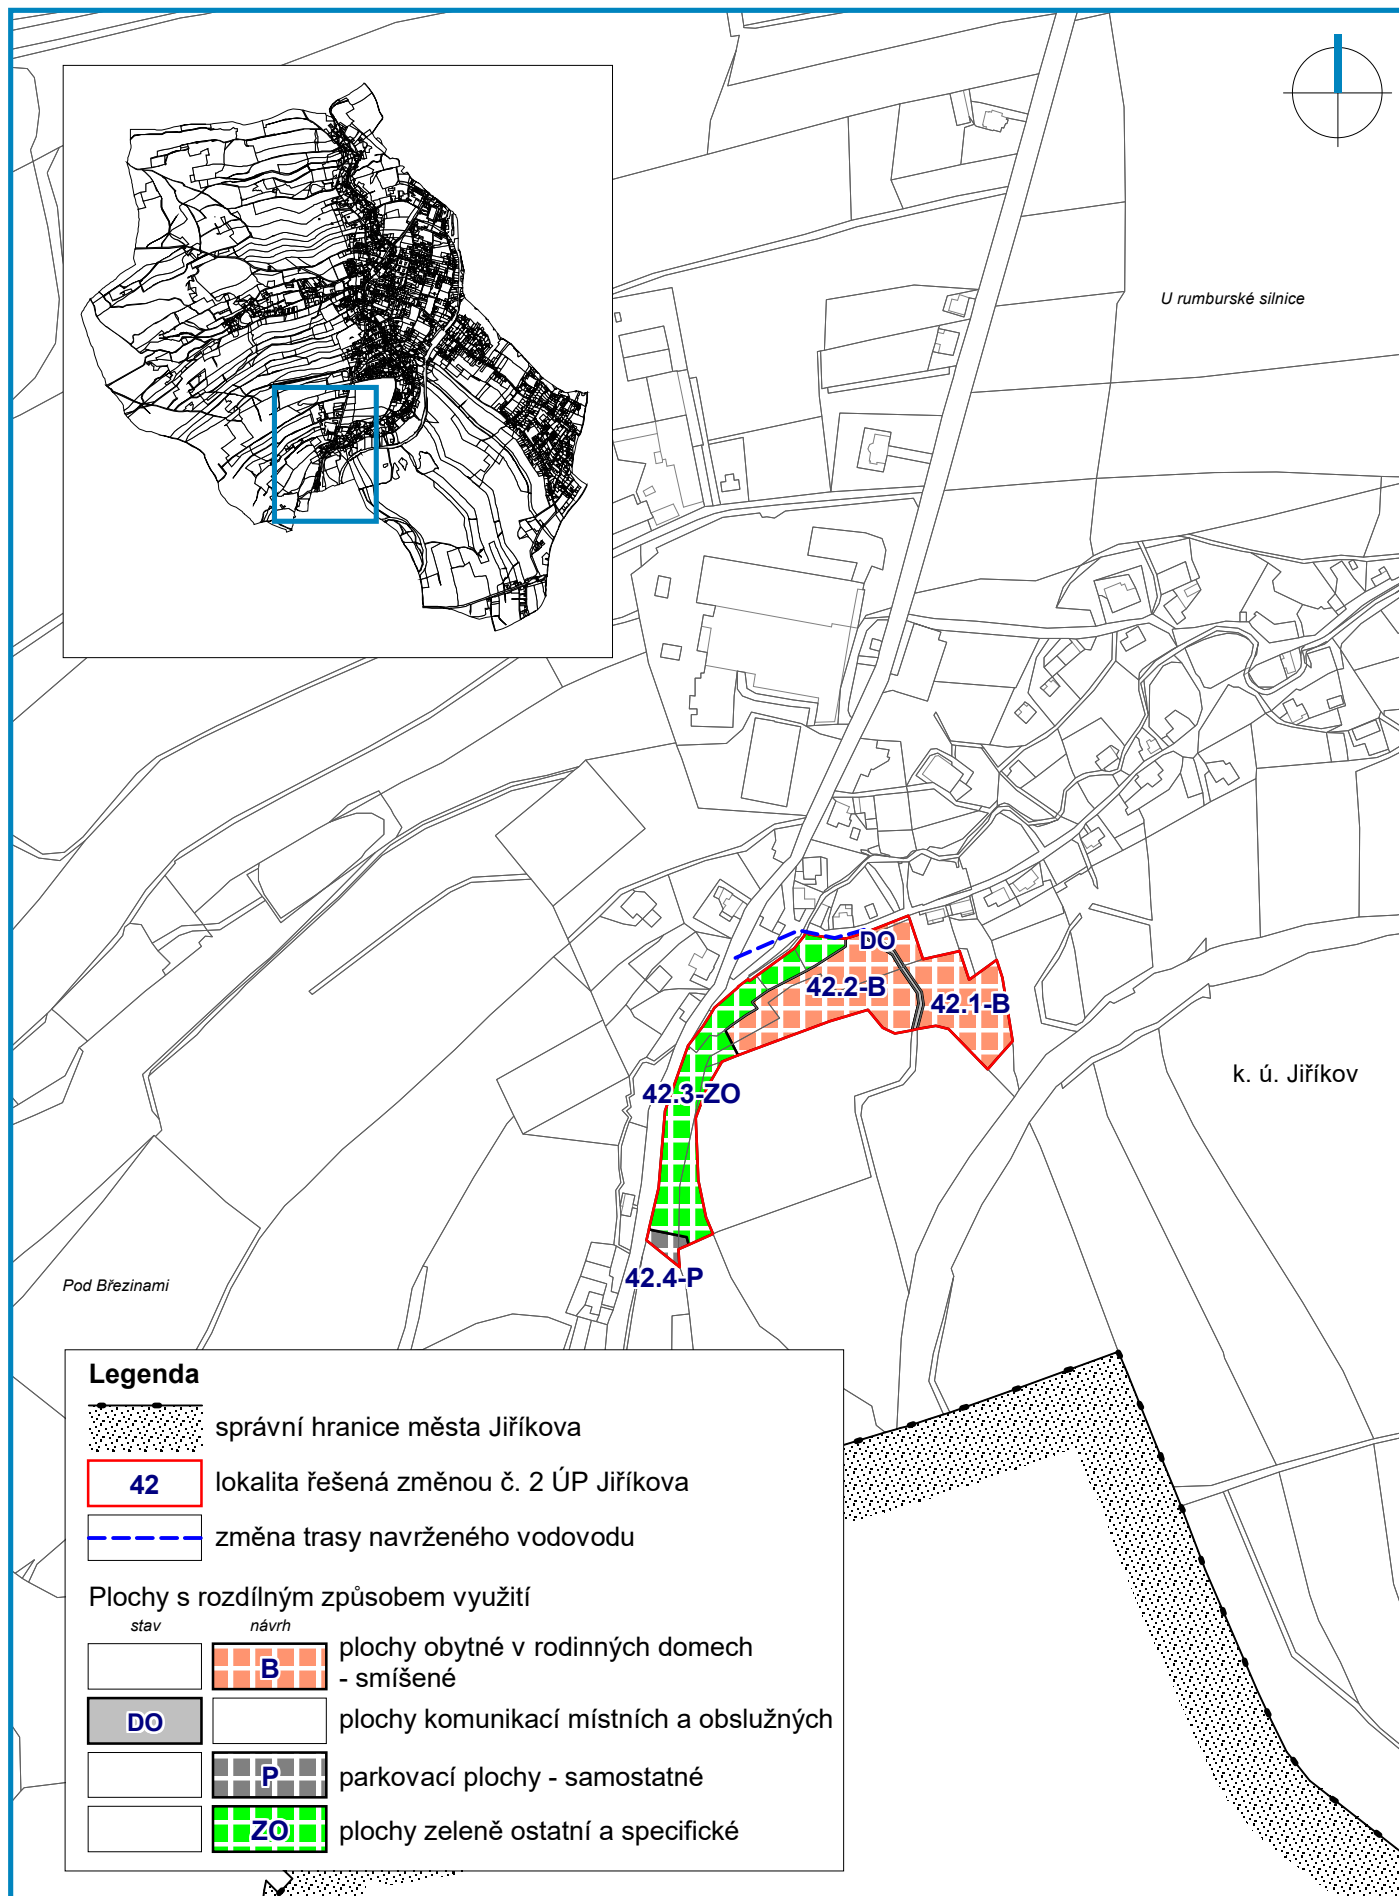 U rumburské silnice
DO
42.2-B
42.1-B
k. ú. Jiříkov
42.3-ZO
42.4-P
Pod Březinami
Legenda
správní hranice města Jiříkova
42 lokalita řešená změnou č. 2 ÚP Jiříkova
změna trasy navrženého vodovodu
Plochy s rozdílným způsobem využití
stav návrh
B plochy obytné v rodinných domech
- smíšené
DO plochy komunikací místních a obslužných
P parkovací plochy - samostatné
ZO plochy zeleně ostatní a specifické